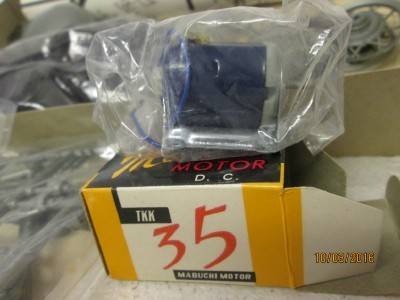 MOTOR
D. C.
TKK
35
MABUCHI MOTOR
10/03/2016